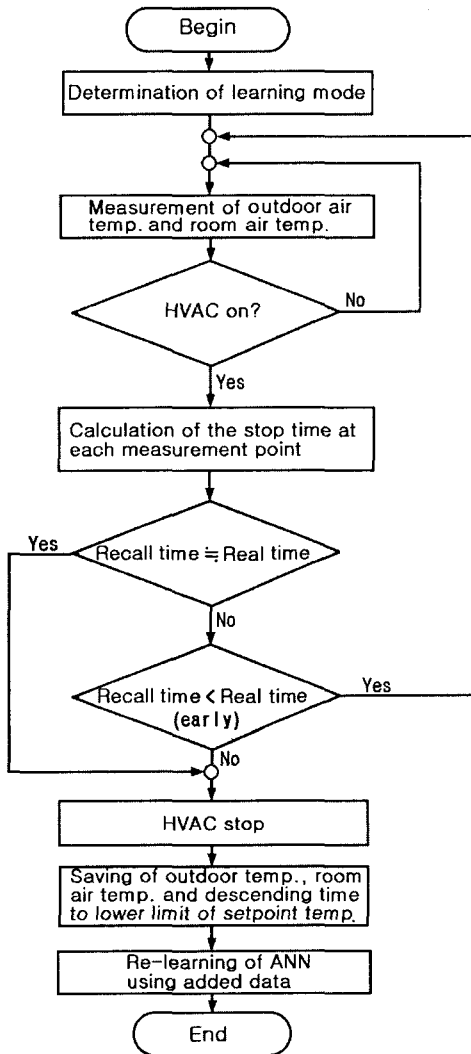 Begin
Determination of learning mode
Measurement of outdoor air
temp. and room air temp.
HVAC on?
No
Yes
Calculation of the stop time at
each measurement point
Yes
Recall time ≒ Real time
No
Recall time < Real time
(early)
Yes
No
HVAC stop
Saving of outdoor temp., room
air temp. and descending time
to lower limit of setpoint temp.
Re-learning of ANN
using added data
End